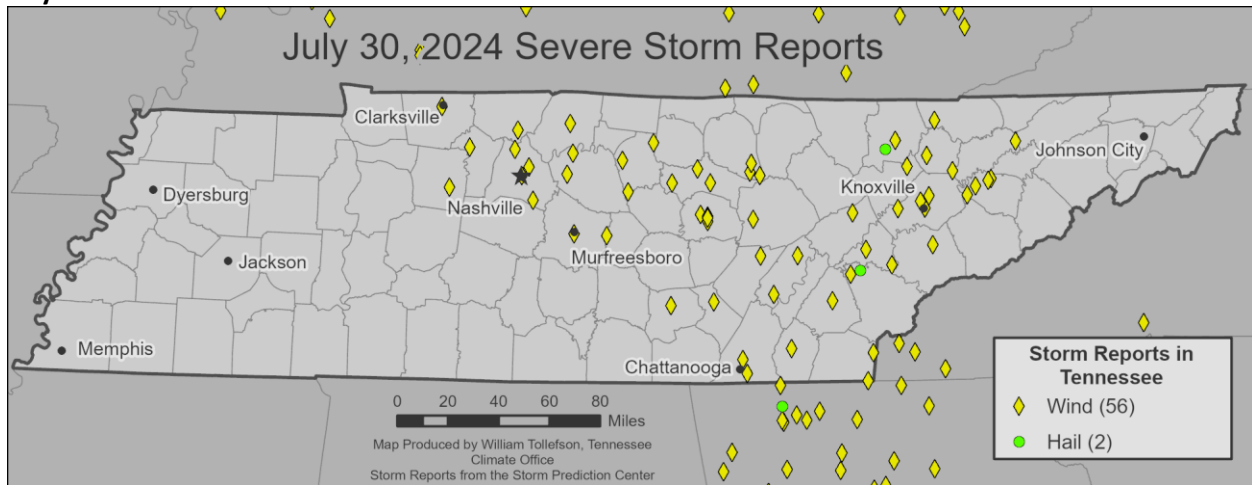 July 30, 2024 Severe Storm Reports
Clarksville
Johnson City
Dyersburg
Nashville
Knoxville
Murfreesboro
Jackson
Memphis
Chattanooga
Storm Reports in
Tennessee
Wind (56)
Hail (2)
0 20 40 60 80
Miles
Map Produced by William Tollefson, Tennessee
Climate Office
Storm Reports from the Storm Prediction Center